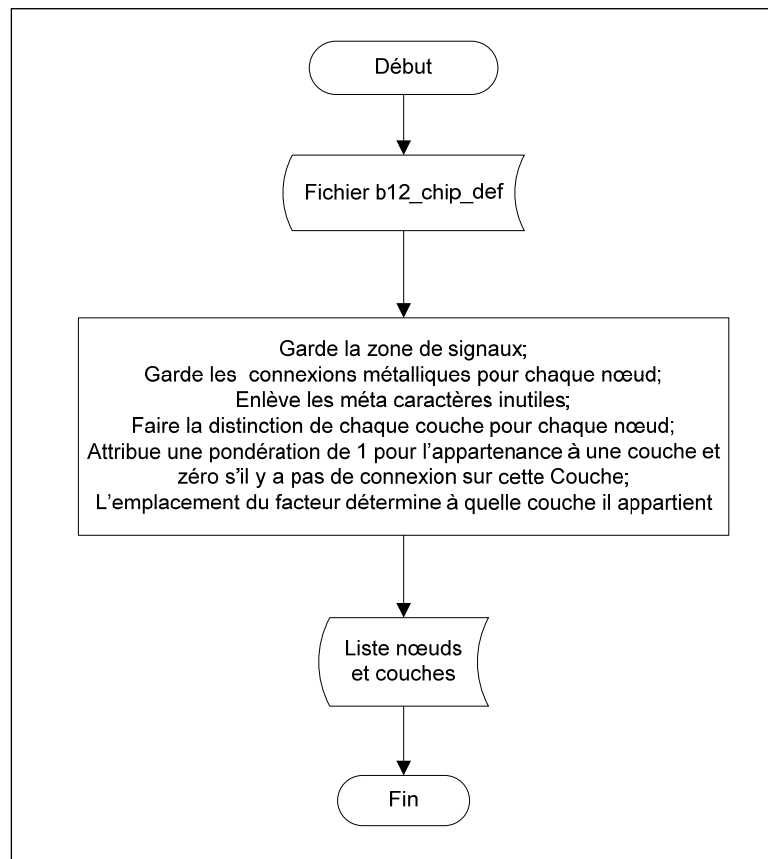 Début
Fichier b12_chip_def
Garde la zone de signaux;
Garde les connexions métalliques pour chaque nœud;
Enlève les méta caractères inutiles;
Faire la distinction de chaque couche pour chaque nœud;
Attribue une pondération de 1 pour l'appartenance à une couche et
zéro s'il y a pas de connexion sur cette Couche;
L'emplacement du facteur détermine à quelle couche il appartient
Liste nœuds
et couches
Fin